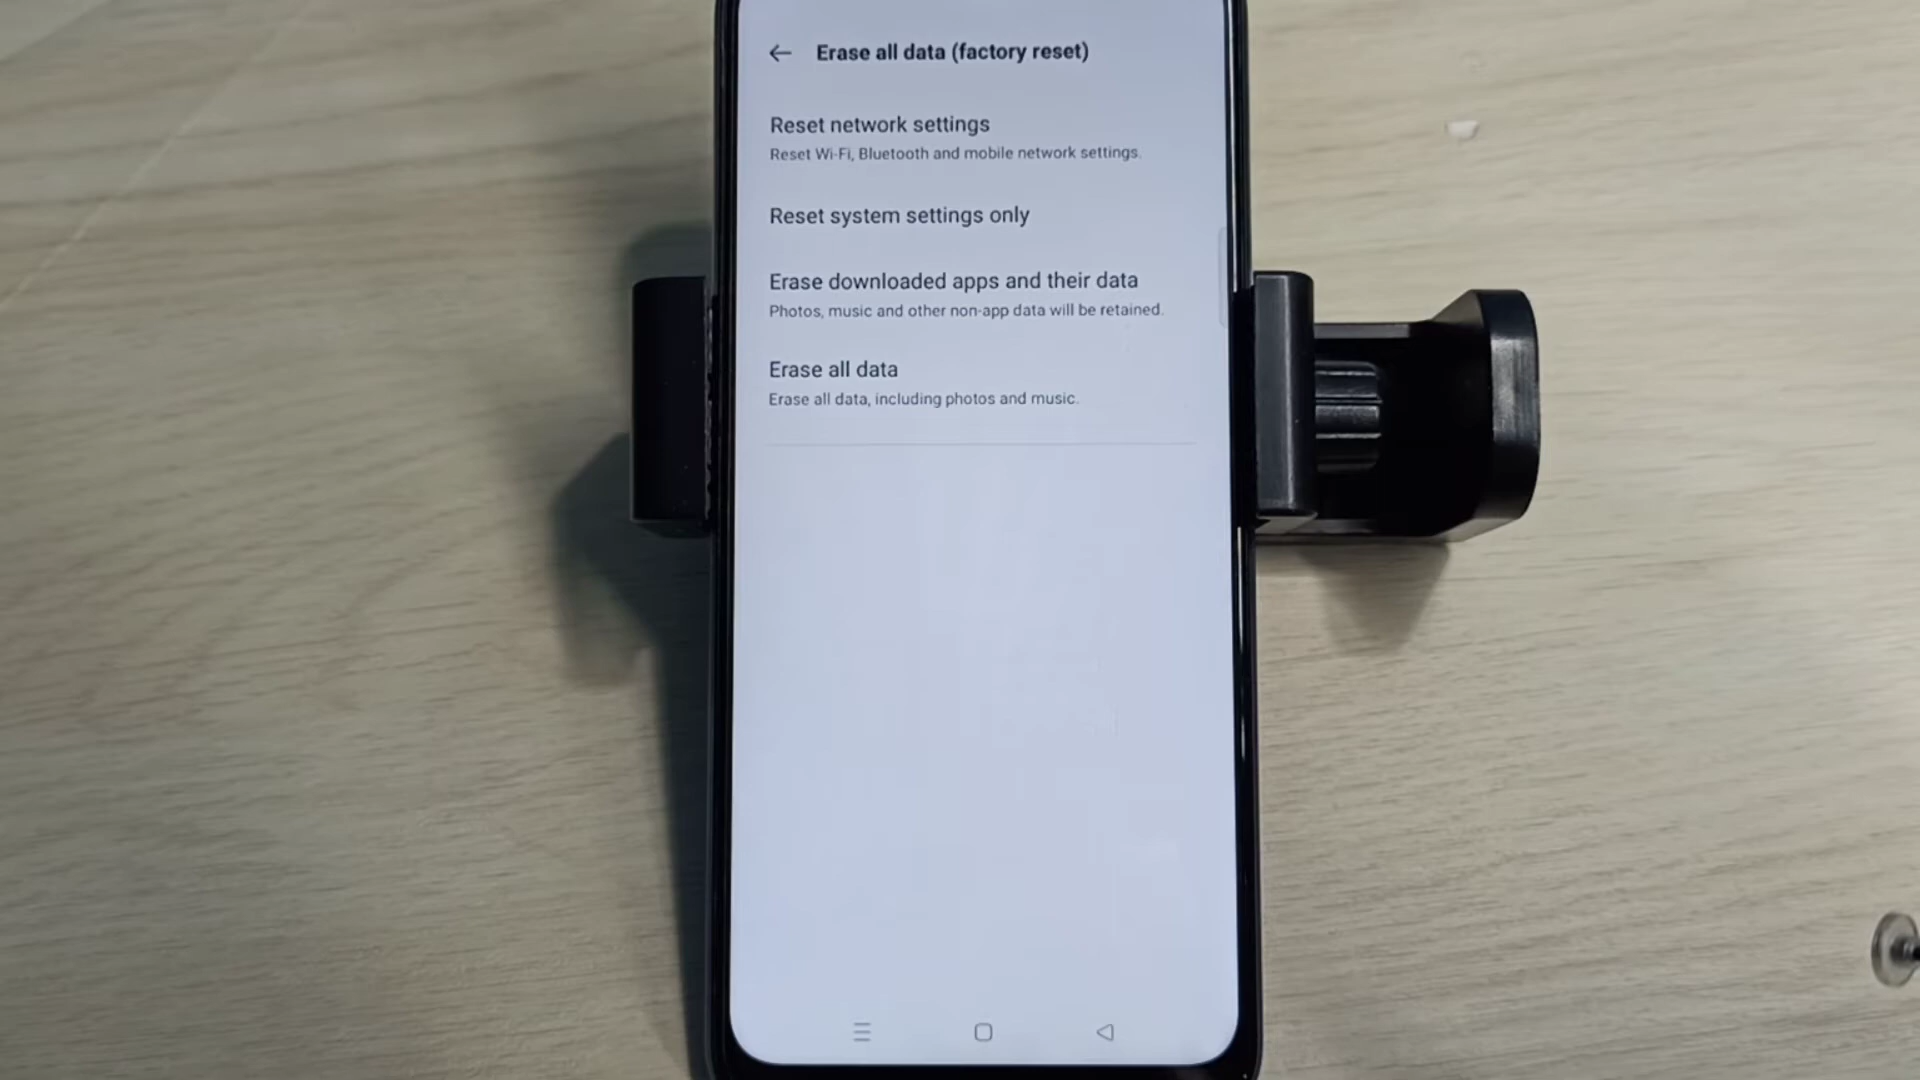 Erase all data (factory reset)
Reset network settings
Reset Wi-Fi, Bluetooth and mobile network settings.
Reset system settings only
Erase downloaded apps and their data
Photos, music and other non-app data will be retained.
Erase all data
Erase all data, including photos and music.